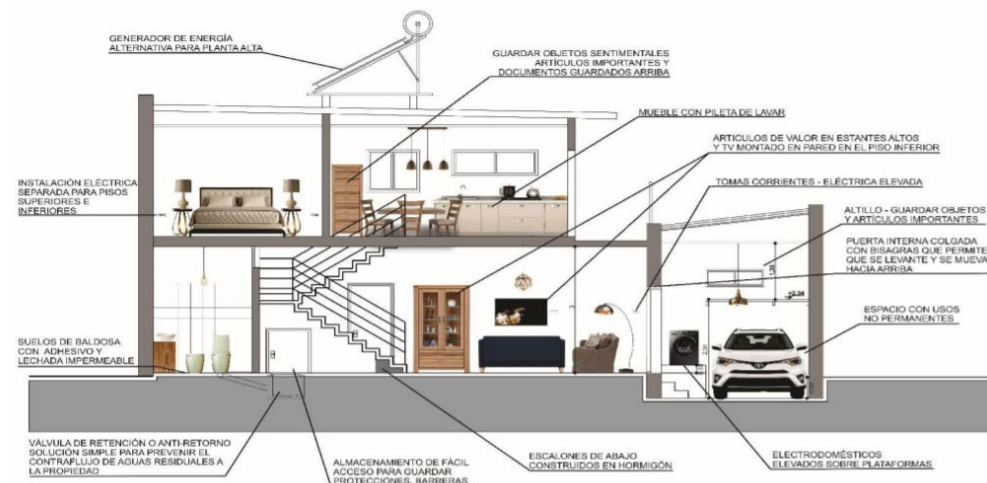 GENERADOR DE ENERGÍA
ALTERNATIVA PARA PLANTA ALTA
GUARDAR OBJETOS SENTIMENTALES
ARTÍCULOS IMPORTANTES Y
DOCUMENTOS GUARDADOS ARRIBA
MUEBLE CON PILETA DE LAVAR
ARTICULOS DE VALOR EN ESTANTES ALTOS
Y TV MONTADO EN PARED EN EL PISO INFERIOR
TOMAS CORRIENTES - ELÉCTRICA ELEVADA
INSTALACIÓN ELÉCTRICA
SEPARADA PARA PISOS
SUPERIORES E
INFERIORES
ALTILLO - GUARDAR OBJETOS
Y ARTÍCULOS IMPORTANTES
PUERTA INTERNA COLGADA
CON BISAGRAS QUE PERMITE
QUE SE LEVANTE Y SE MUEVA
HACIA ARRIBA
+2.34
ESPACIO CON USOS
NO PERMANENTES
SUELOS DE BALDOSA
CON ADHESIVO Y
LECHADA IMPERMEABLE
VÁLVULA DE RETENCIÓN O ANTI-RETORNO
SOLUCIÓN SIMPLE PARA PREVENIR EL
CONTRAFLUJO DE AGUAS RESIDUALES A
LA PROPIEDAD
ALMACENAMIENTO DE FÁCIL
ACCESO PARA GUARDAR
PROTECCIONES, BARRERAS
ESCALONES DE ABAJO
CONSTRUIDOS EN HORMIGÓN
ELECTRODOMÉSTICOS
ELEVADOS SOBRE PLATAFORMAS